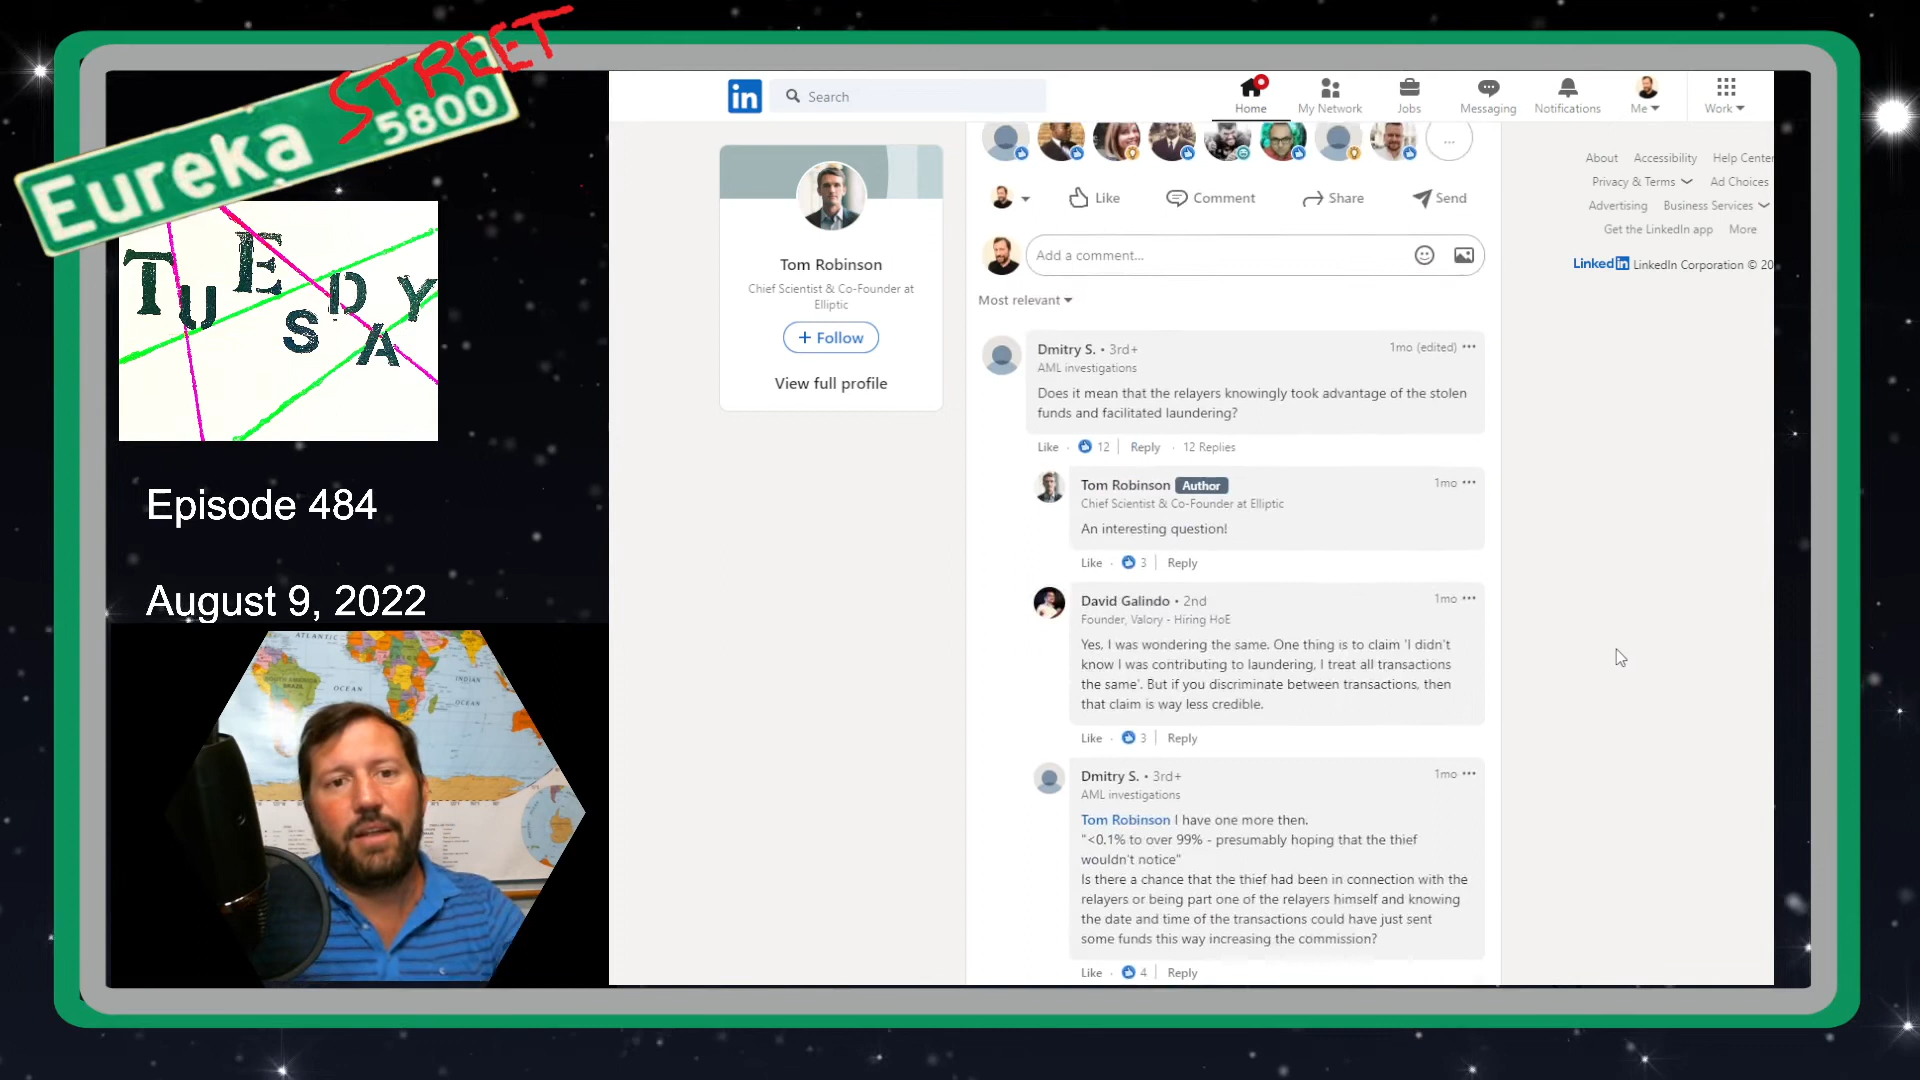 Eureka
STREET
5800
TUESDAY
Episode 484
August 9, 2022
ATLANTIC
OCEAN
INDIAN
OCEAN
SOUTH AMERICA
BRAZIL
AFRICA
in
Search
Home
My Network
Jobs
Messaging
Notifications
Me
Work
Tom Robinson
Chief Scientist & Co-Founder at
Elliptic
+ Follow
View full profile
...
Like
Comment
Share
Send
Add a comment...
Most relevant
Dmitry S. • 3rd+
1mo (edited) •••
AML investigations
Does it mean that the relayers knowingly took advantage of the stolen
funds and facilitated laundering?
Like · 12 | Reply · 12 Replies
Tom Robinson Author
1mo •••
Chief Scientist & Co-Founder at Elliptic
An interesting question!
Like · 3 | Reply
David Galindo • 2nd
1mo •••
Founder, Valory - Hiring HoE
Yes, I was wondering the same. One thing is to claim 'I didn't
know I was contributing to laundering, I treat all transactions
the same'. But if you discriminate between transactions, then
that claim is way less credible.
Like · 3 | Reply
Dmitry S. • 3rd+
1mo •••
AML investigations
Tom Robinson I have one more then.
"<0.1% to over 99% - presumably hoping that the thief
wouldn't notice"
Is there a chance that the thief had been in connection with the
relayers or being part one of the relayers himself and knowing
the date and time of the transactions could have just sent
some funds this way increasing the commission?
Like · 4 | Reply
About Accessibility Help Center
Privacy & Terms Ad Choices
Advertising Business Services
Get the LinkedIn app More
LinkedIn LinkedIn Corporation © 20